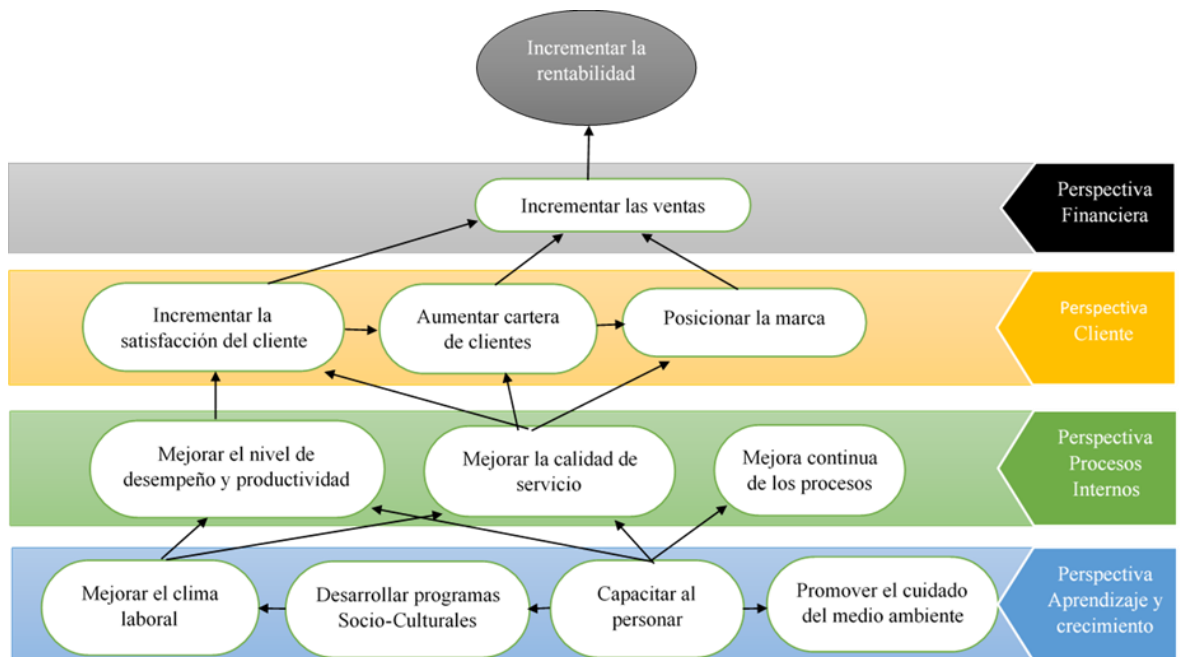 Incrementar la
rentabilidad
Incrementar las ventas
Perspectiva
Financiera
Incrementar la
satisfacción del cliente
Aumentar cartera
de clientes
Posicionar la marca
Perspectiva
Cliente
Mejorar el nivel de
desempeño y productividad
Mejorar la calidad de
servicio
Mejora continua
de los procesos
Perspectiva
Procesos
Internos
Mejorar el clima
laboral
Desarrollar programas
Socio-Culturales
Capacitar al
personar
Promover el cuidado
del medio ambiente
Perspectiva
Aprendizaje y
crecimiento